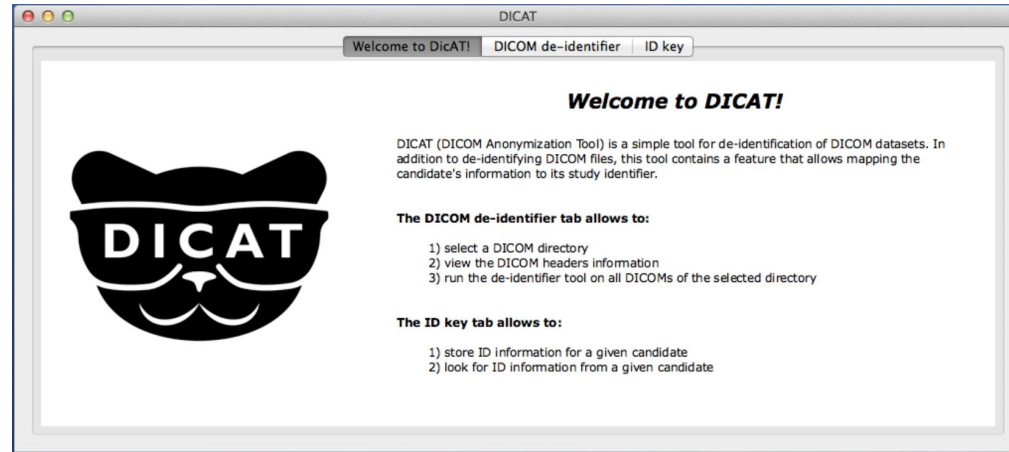 DICAT
Welcome to DicAT!
DICOM de-identifier
ID key
DICAT
Welcome to DICAT!
DICAT (DICOM Anonymization Tool) is a simple tool for de-identification of DICOM datasets. In
addition to de-identifying DICOM files, this tool contains a feature that allows mapping the
candidate's information to its study identifier.
The DICOM de-identifier tab allows to:
1) select a DICOM directory
2) view the DICOM headers information
3) run the de-identifier tool on all DICOMs of the selected directory
The ID key tab allows to:
1) store ID information for a given candidate
2) look for ID information from a given candidate